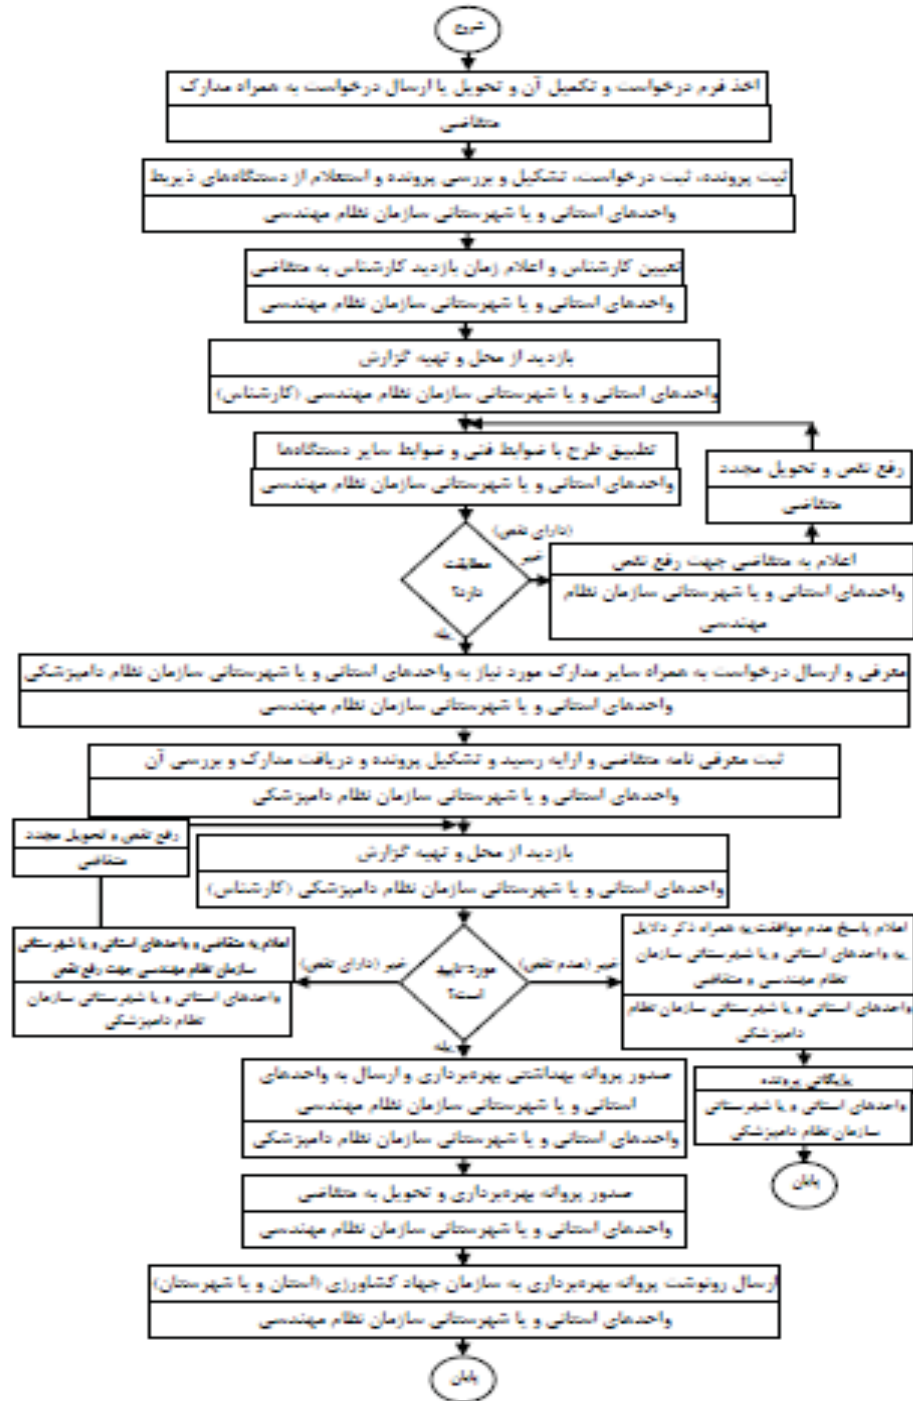 شروع
اخذ فرم درخواست و تکمیل آن و تحویل یا ارسال درخواست به همراه مدارک
متقاضی
ثبت پرونده، ثبت درخواست، تشکیل و بررسی پرونده و استعلام از دستگاه‌های ذیربط
واحدهای استانی و یا شهرستانی سازمان نظام مهندسی
تعیین کارشناس و اعلام زمان بازدید کارشناس به متقاضی
واحدهای استانی و یا شهرستانی سازمان نظام مهندسی
بازدید از محل و تهیه گزارش
واحدهای استانی و یا شهرستانی سازمان نظام مهندسی (کارشناس)
تطبیق طرح با ضوابط فنی و ضوابط سایر دستگاه‌ها
واحدهای استانی و یا شهرستانی سازمان نظام مهندسی
رفع نقص و تحویل مجدد
متقاضی
مطابقت
دارد؟
(دارای نقص)
خیر
اعلام به متقاضی جهت رفع نقص
واحدهای استانی و یا شهرستانی سازمان نظام
مهندسی
بله
معرفی و ارسال درخواست به همراه سایر مدارک مورد نیاز به واحدهای استانی و یا شهرستانی سازمان نظام دامپزشکی
واحدهای استانی و یا شهرستانی سازمان نظام مهندسی
ثبت معرفی نامه متقاضی و ارایه رسید و تشکیل پرونده و دریافت مدارک و بررسی آن
واحدهای استانی و یا شهرستانی سازمان نظام دامپزشکی
رفع نقص و تحویل مجدد
متقاضی
بازدید از محل و تهیه گزارش
واحدهای استانی و یا شهرستانی سازمان نظام دامپزشکی (کارشناس)
مورد تایید
است؟
خیر (عدم نقص)
اعلام پاسخ عدم موافقت به همراه ذکر دلایل
به واحدهای استانی و یا شهرستانی سازمان
نظام مهندسی و متقاضی
واحدهای استانی و یا شهرستانی سازمان نظام
دامپزشکی
خیر (دارای نقص)
اعلام به متقاضی و واحدهای استانی و یا شهرستانی
سازمان نظام مهندسی جهت رفع نقص
واحدهای استانی و یا شهرستانی سازمان
نظام دامپزشکی
بایگانی پرونده
واحدهای استانی و یا شهرستانی
سازمان نظام دامپزشکی
پایان
بله
صدور پروانه بهداشتی بهره‌برداری و ارسال به واحدهای
استانی و یا شهرستانی سازمان نظام مهندسی
واحدهای استانی و یا شهرستانی سازمان نظام دامپزشکی
صدور پروانه بهره‌برداری و تحویل به متقاضی
واحدهای استانی و یا شهرستانی سازمان نظام مهندسی
ارسال رونوشت پروانه بهره‌برداری به سازمان جهاد کشاورزی (استان و یا شهرستان)
واحدهای استانی و یا شهرستانی سازمان نظام مهندسی
پایان